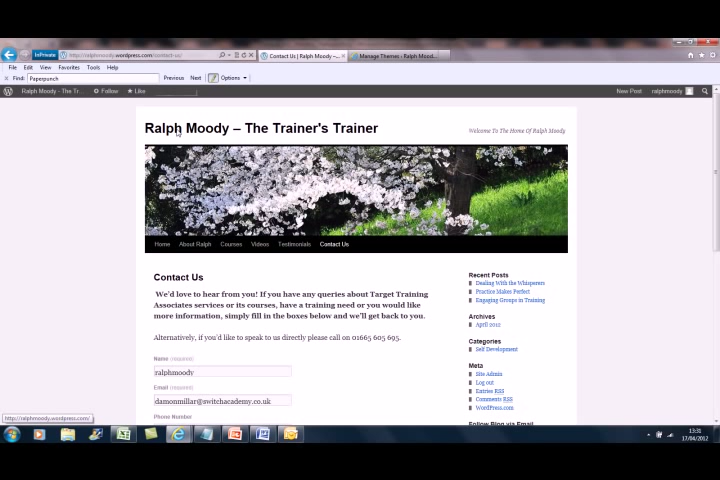 InPrivate
http://ralphmoody.wordpress.com/contact-us/
Contact Us | Ralph Moody –...
Manage Themes ‹ Ralph Mood...
File Edit View Favorites Tools Help
Find: Paperpunch Previous Next Options
Ralph Moody - The Tr... Follow Like New Post ralphmoody
Ralph Moody – The Trainer's Trainer
Welcome To The Home Of Ralph Moody
Home About Ralph Courses Videos Testimonials Contact Us
Contact Us
We'd love to hear from you! If you have any queries about Target Training
Associates services or its courses, have a training need or you would like
more information, simply fill in the boxes below and we'll get back to you.
Alternatively, if you'd like to speak to us directly please call on 01665 605 695.
Name (required)
ralphmoody
Email (required)
damonmillar@switchacademy.co.uk
Phone Number
Recent Posts
Dealing With the Whisperers
Practice Makes Perfect
Engaging Groups in Training
Archives
April 2012
Categories
Self Development
Meta
Site Admin
Log out
Entries RSS
Comments RSS
WordPress.com
Follow Blog via Email
http://ralphmoody.wordpress.com/
13:31
17/04/2012